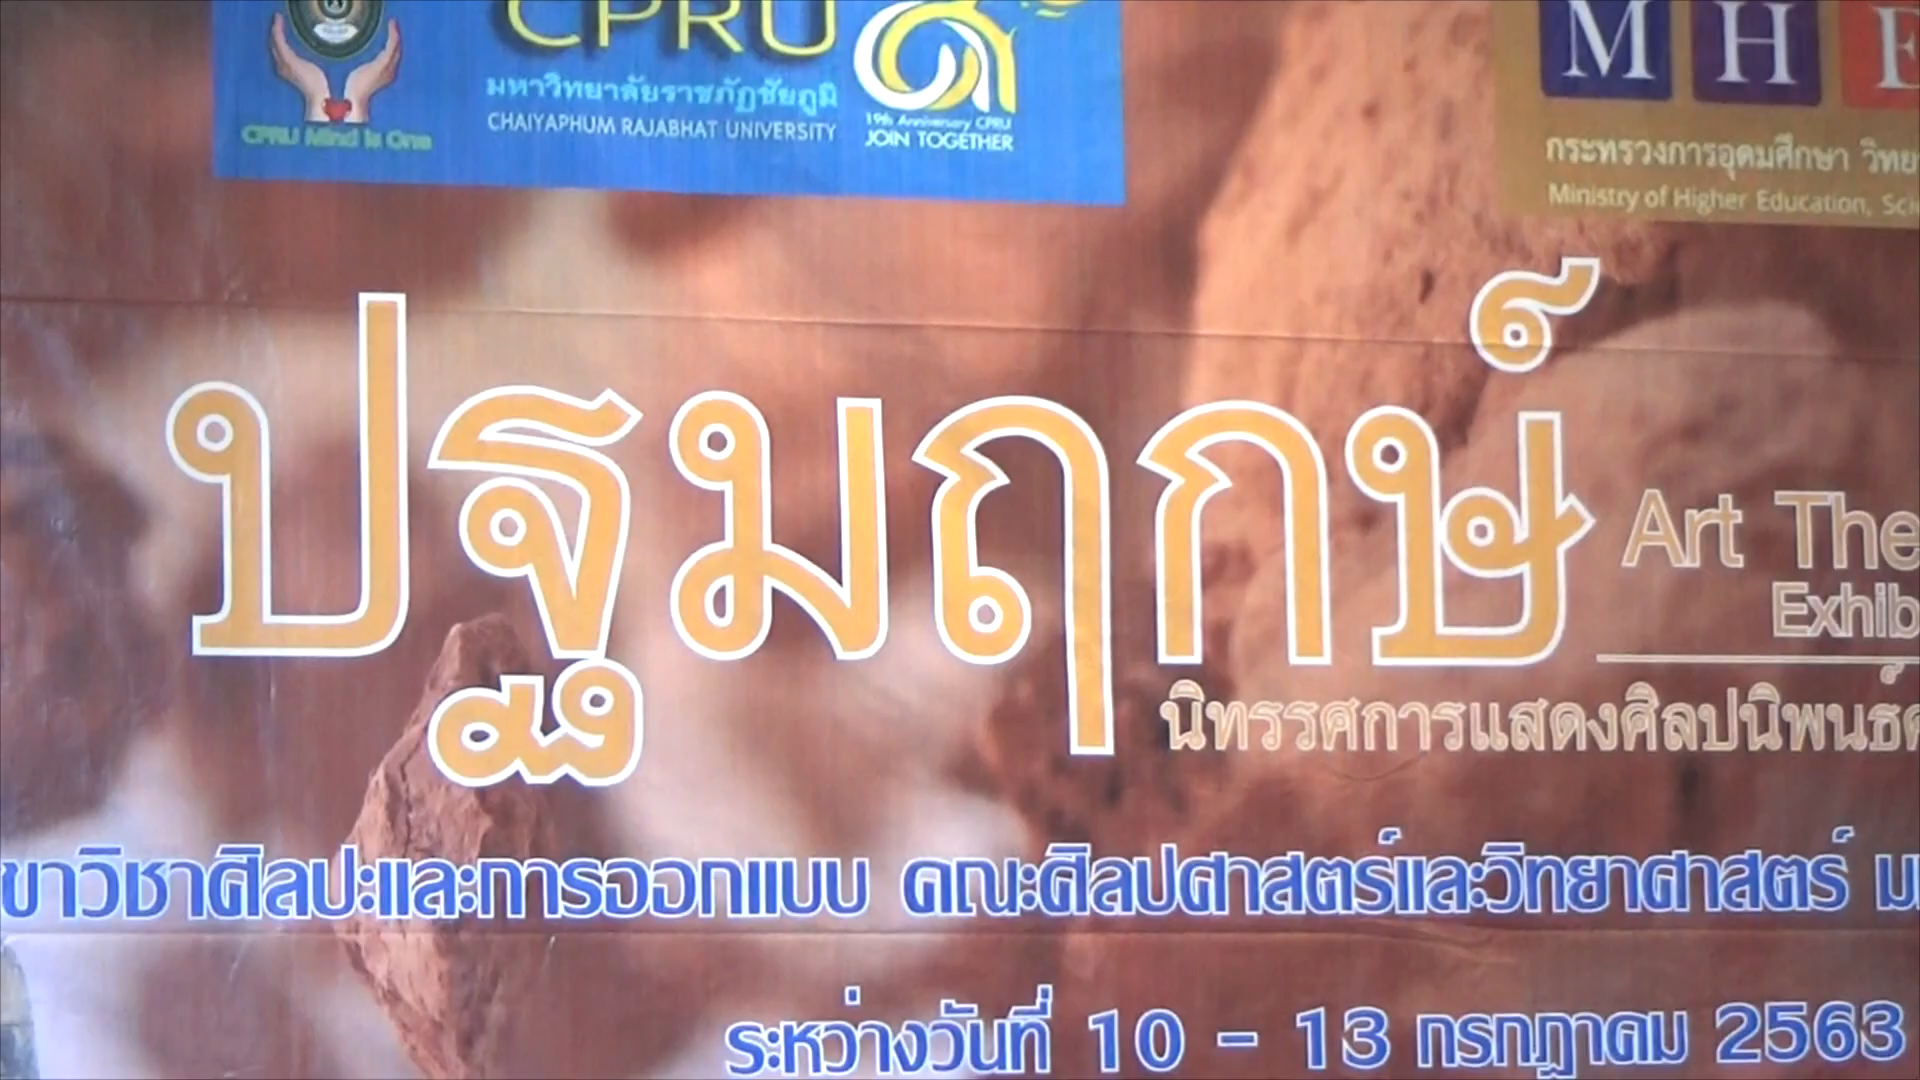 CPRU
มหาวิทยาลัยราชภัฏชัยภูมิ
CHAIYAPHUM RAJABHAT UNIVERSITY
CPRU Mind is One
19th Anniversary CPRU
JOIN TOGETHER
MHE
กระทรวงการอุดมศึกษา วิทย
Ministry of Higher Education, Sci
ปฐมฤกษ์
Art The
Exhib
นิทรรศการแสดงศิลปนิพนธ์
ขาวิชาศิลปะและการออกแบบ คณะศิลปศาสตร์และวิทยาศาสตร์ ม
ระหว่างวันที่ 10 - 13 กรกฎาคม 2563